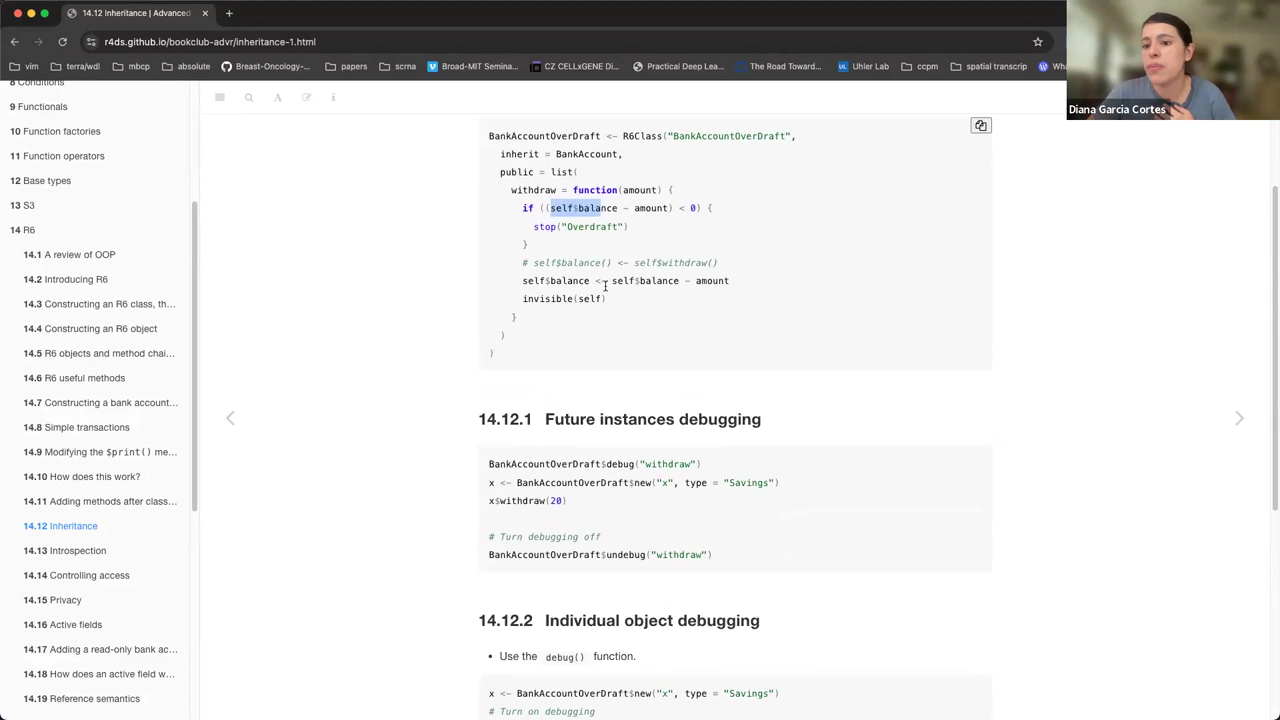 14.12 Inheritance | Advanced
r4ds.github.io/bookclub-advr/inheritance-1.html
vim
terra/wdl
mbcp
absolute
Breast-Oncology-...
papers
scrna
Broad-MIT Semina...
CZ CELLxGENE Di...
Practical Deep Lea...
The Road Toward...
Uhler Lab
ccpm
spatial transcrip
Wha
Diana Garcia Cortes
8 Conditions
9 Functionals
10 Function factories
11 Function operators
12 Base types
13 S3
14 R6
14.1 A review of OOP
14.2 Introducing R6
14.3 Constructing an R6 class, th...
14.4 Constructing an R6 object
14.5 R6 objects and method chai...
14.6 R6 useful methods
14.7 Constructing a bank account...
14.8 Simple transactions
14.9 Modifying the $print() me...
14.10 How does this work?
14.11 Adding methods after class...
14.12 Inheritance
14.13 Introspection
14.14 Controlling access
14.15 Privacy
14.16 Active fields
14.17 Adding a read-only bank ac...
14.18 How does an active field w...
14.19 Reference semantics
BankAccountOverDraft <- R6Class("BankAccountOverDraft",
inherit = BankAccount,
public = list(
withdraw = function(amount) {
if ((self$balance - amount) < 0) {
stop("Overdraft")
}
# self$balance() <- self$withdraw()
self$balance <- self$balance - amount
invisible(self)
}
)
)
14.12.1 Future instances debugging
BankAccountOverDraft$debug("withdraw")
x <- BankAccountOverDraft$new("x", type = "Savings")
x$withdraw(20)
# Turn debugging off
BankAccountOverDraft$undebug("withdraw")
14.12.2 Individual object debugging
• Use the debug() function.
x <- BankAccountOverDraft$new("x", type = "Savings")
# Turn on debugging